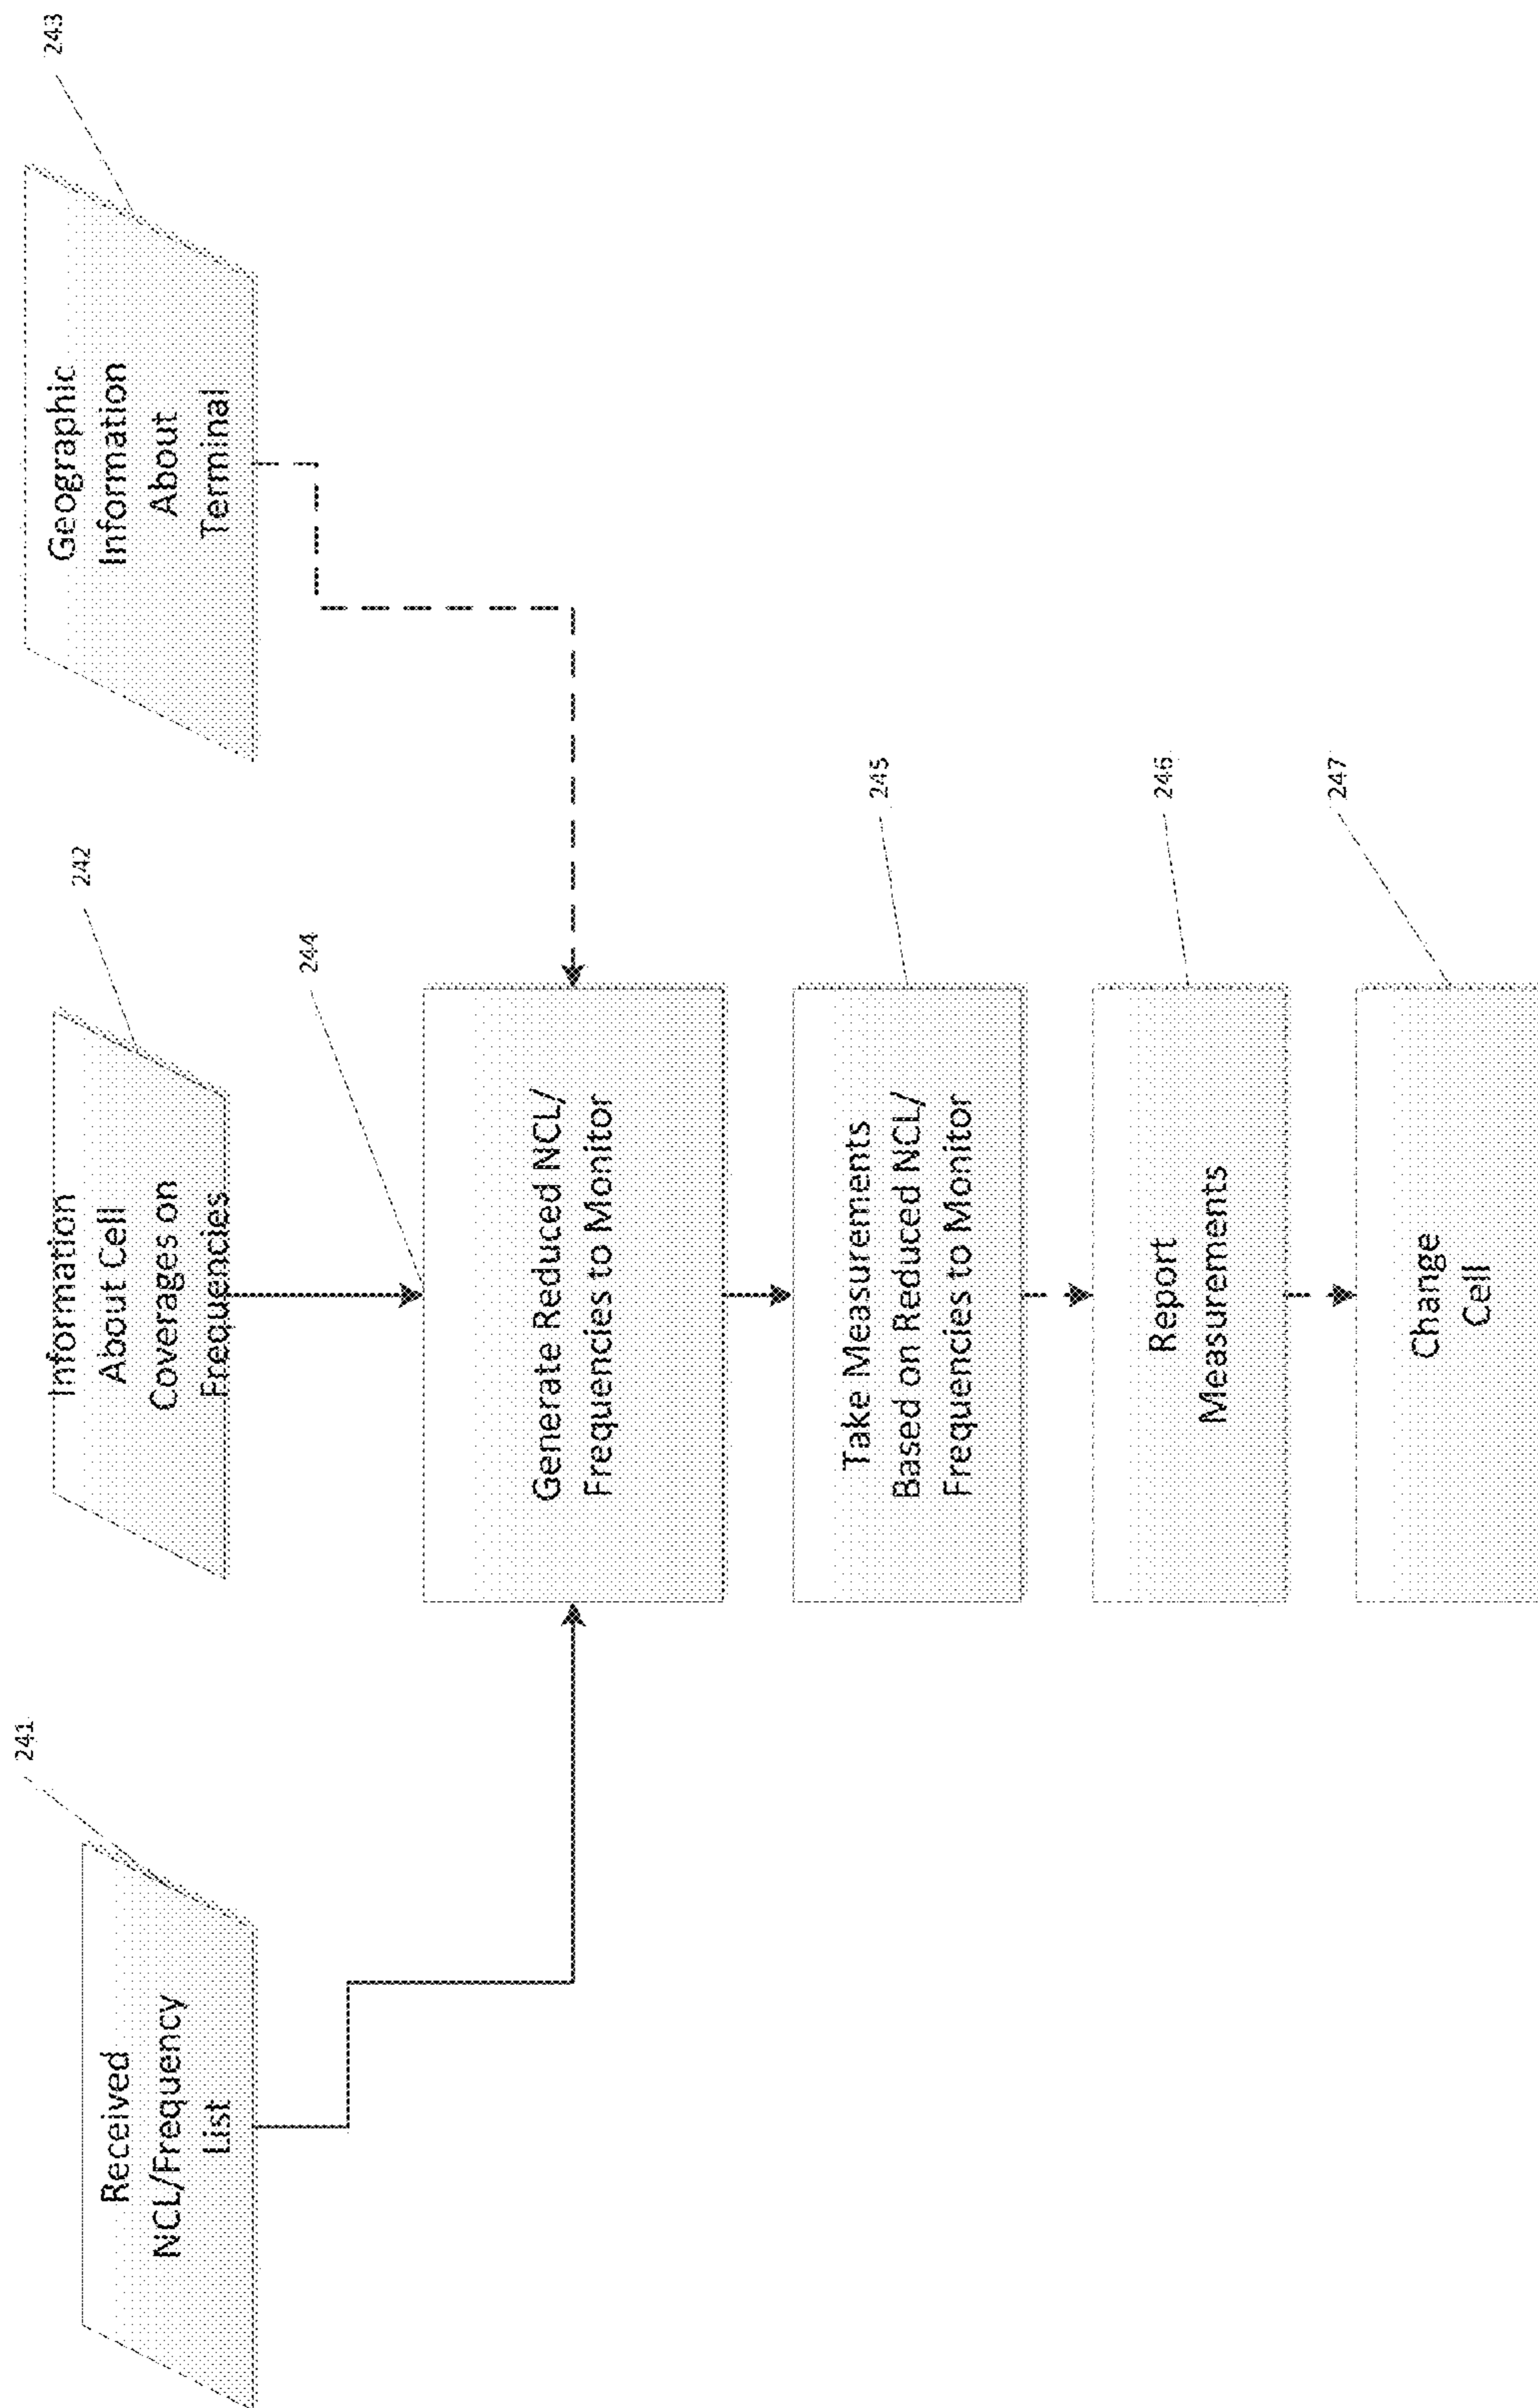 241
Received
NCL/Frequency
List
242
Information
About Cell
Coverages on
Frequencies
243
Geographic
Information
About
Terminal
244
Generate Reduced NCL/
Frequencies to Monitor
245
Take Measurements
Based on Reduced NCL/
Frequencies to Monitor
246
Report
Measurements
247
Change
Cell